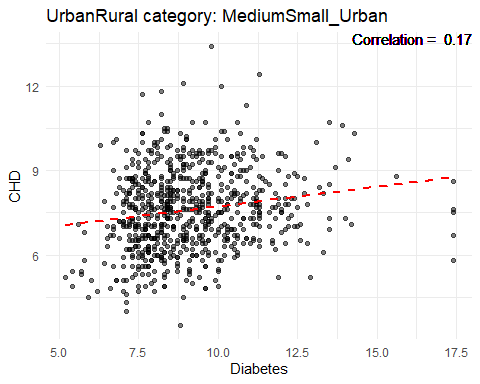 UrbanRural category: MediumSmall_Urban
Correlation = 0.17
CHD
12
9
6
5.0 7.5 10.0 12.5 15.0 17.5
Diabetes